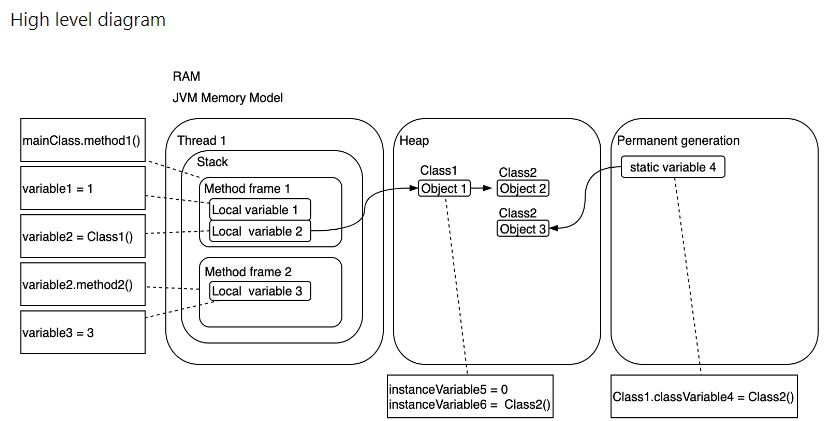 High level diagram
RAM
JVM Memory Model
mainClass.method1()
variable1 = 1
variable2 = Class1()
variable2.method2()
variable3 = 3
Thread 1
Stack
Method frame 1
Local variable 1
Local variable 2
Method frame 2
Local variable 3
Heap
Class1
Object 1
Class2
Object 2
Class2
Object 3
Permanent generation
static variable 4
instanceVariable5 = 0
instanceVariable6 = Class2()
Class1.classVariable4 = Class2()